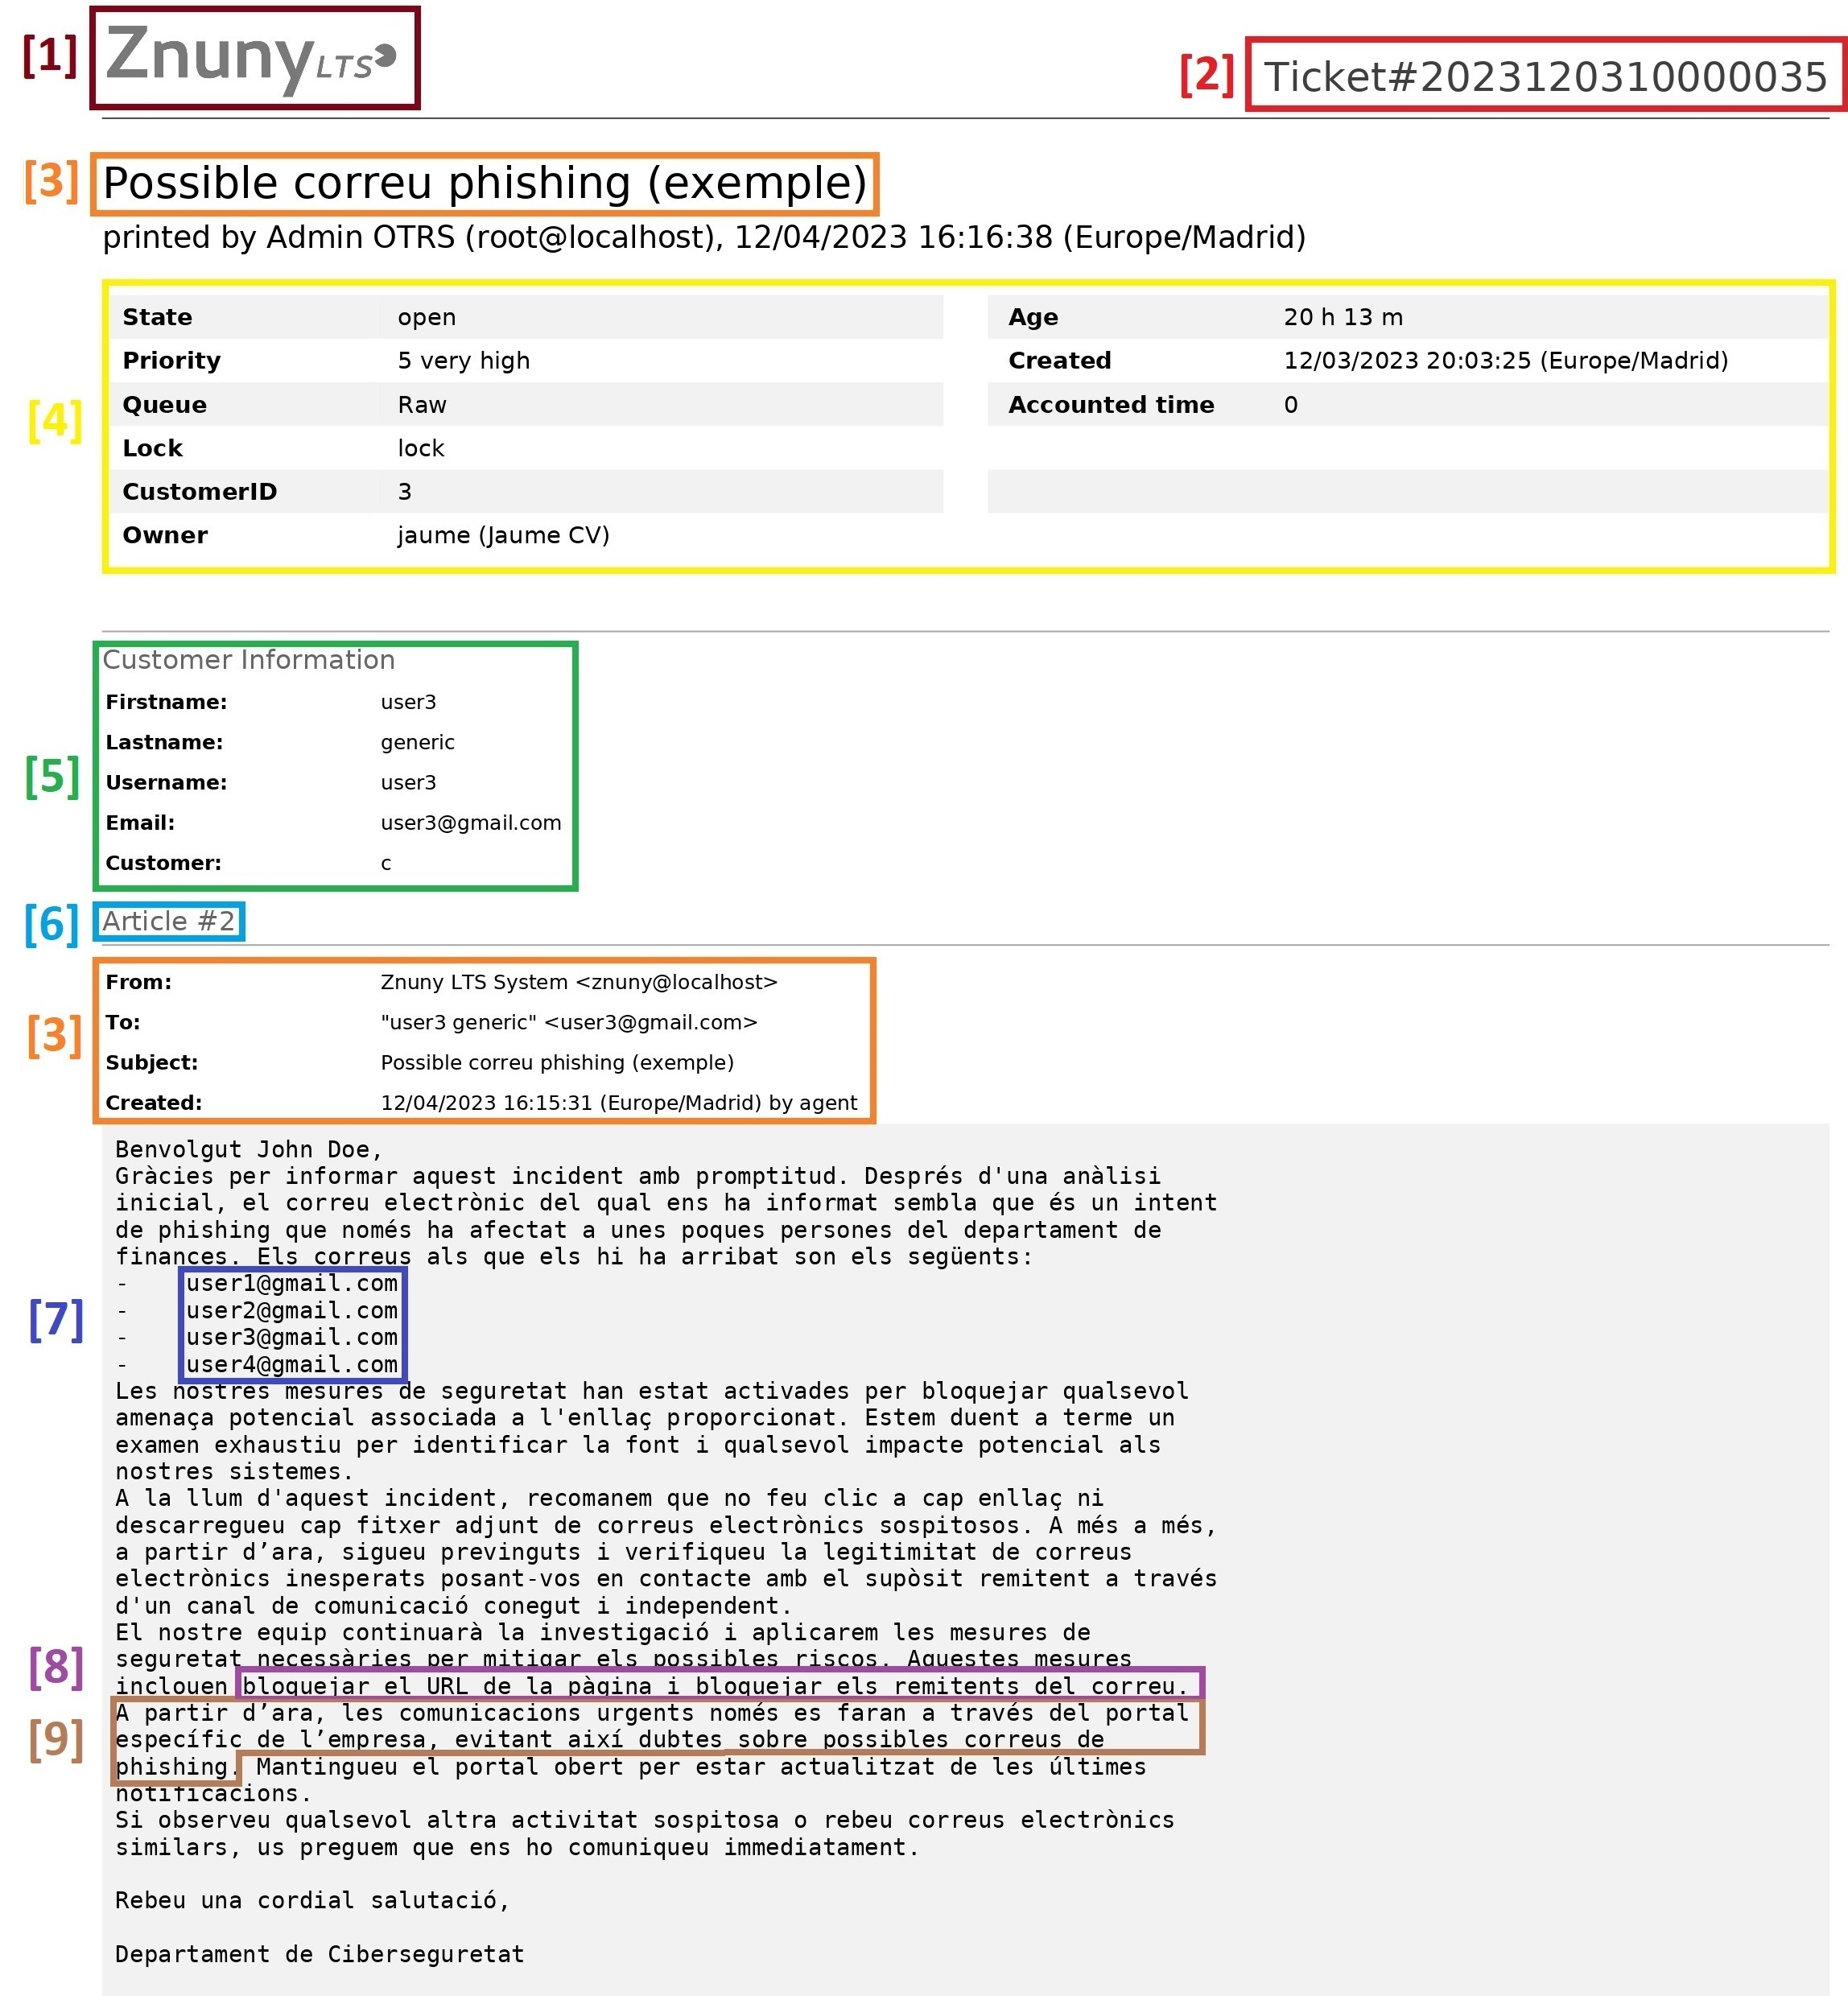 [1] Znuny LTS
[2] Ticket#2023120310000035
[3] Possible correu phishing (exemple)
printed by Admin OTRS (root@localhost), 12/04/2023 16:16:38 (Europe/Madrid)
[4]
State open Age 20 h 13 m
Priority 5 very high Created 12/03/2023 20:03:25 (Europe/Madrid)
Queue Raw Accounted time 0
Lock lock
CustomerID 3
Owner jaume (Jaume CV)
[5]
Customer Information
Firstname: user3
Lastname: generic
Username: user3
Email: user3@gmail.com
Customer: c
[6] Article #2
[3]
From: Znuny LTS System <znuny@localhost>
To: "user3 generic" <user3@gmail.com>
Subject: Possible correu phishing (exemple)
Created: 12/04/2023 16:15:31 (Europe/Madrid) by agent
Benvolgut John Doe,
Gràcies per informar aquest incident amb promptitud. Després d'una anàlisi
inicial, el correu electrònic del qual ens ha informat sembla que és un intent
de phishing que només ha afectat a unes poques persones del departament de
finances. Els correus als que els hi ha arribat son els següents:
[7]
- user1@gmail.com
- user2@gmail.com
- user3@gmail.com
- user4@gmail.com
Les nostres mesures de seguretat han estat activades per bloquejar qualsevol
amenaça potencial associada a l'enllaç proporcionat. Estem duent a terme un
examen exhaustiu per identificar la font i qualsevol impacte potencial als
nostres sistemes.
A la llum d'aquest incident, recomanem que no feu clic a cap enllaç ni
descarregueu cap fitxer adjunt de correus electrònics sospitosos. A més a més,
a partir d’ara, sigueu previnguts i verifiqueu la legitimitat de correus
electrònics inesperats posant-vos en contacte amb el supòsit remitent a través
d'un canal de comunicació conegut i independent.
El nostre equip continuarà la investigació i aplicarem les mesures de
seguretat necessàries per mitigar els possibles riscos. Aquestes mesures
[8] inclouen bloquejar el URL de la pàgina i bloquejar els remitents del correu.
[9] A partir d’ara, les comunicacions urgents només es faran a través del portal
específic de l’empresa, evitant així dubtes sobre possibles correus de
phishing. Mantingueu el portal obert per estar actualitzat de les últimes
notificacions.
Si observeu qualsevol altra activitat sospitosa o rebeu correus electrònics
similars, us preguem que ens ho comuniqueu immediatament.
Rebeu una cordial salutació,
Departament de Ciberseguretat